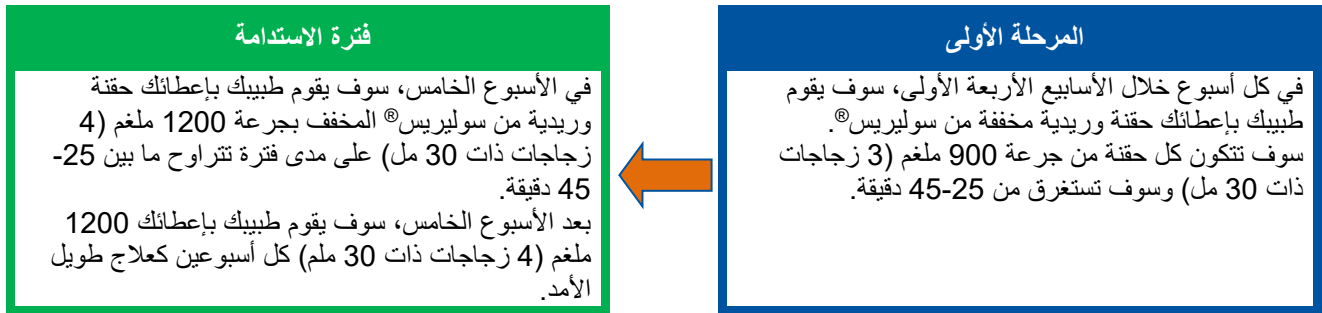 المرحلة الأولى
في كل أسبوع خلال الأسابيع الأربعة الأولى، سوف يقوم
طبيبك بإعطائك حقنة وريدية مخففة من سوليريس®.
سوف تتكون كل حقنة من جرعة 900 ملغم (3 زجاجات
ذات 30 مل) وسوف تستغرق من 25-45 دقيقة.
فترة الاستدامة
في الأسبوع الخامس، سوف يقوم طبيبك بإعطائك حقنة
وريدية من سوليريس® المخفف بجرعة 1200 ملغم (4
زجاجات ذات 30 مل) على مدى فترة تتراوح ما بين 25-
45 دقيقة.
بعد الأسبوع الخامس، سوف يقوم طبيبك بإعطائك 1200
ملغم (4 زجاجات ذات 30 ملم) كل أسبوعين كعلاج طويل
الأمد.